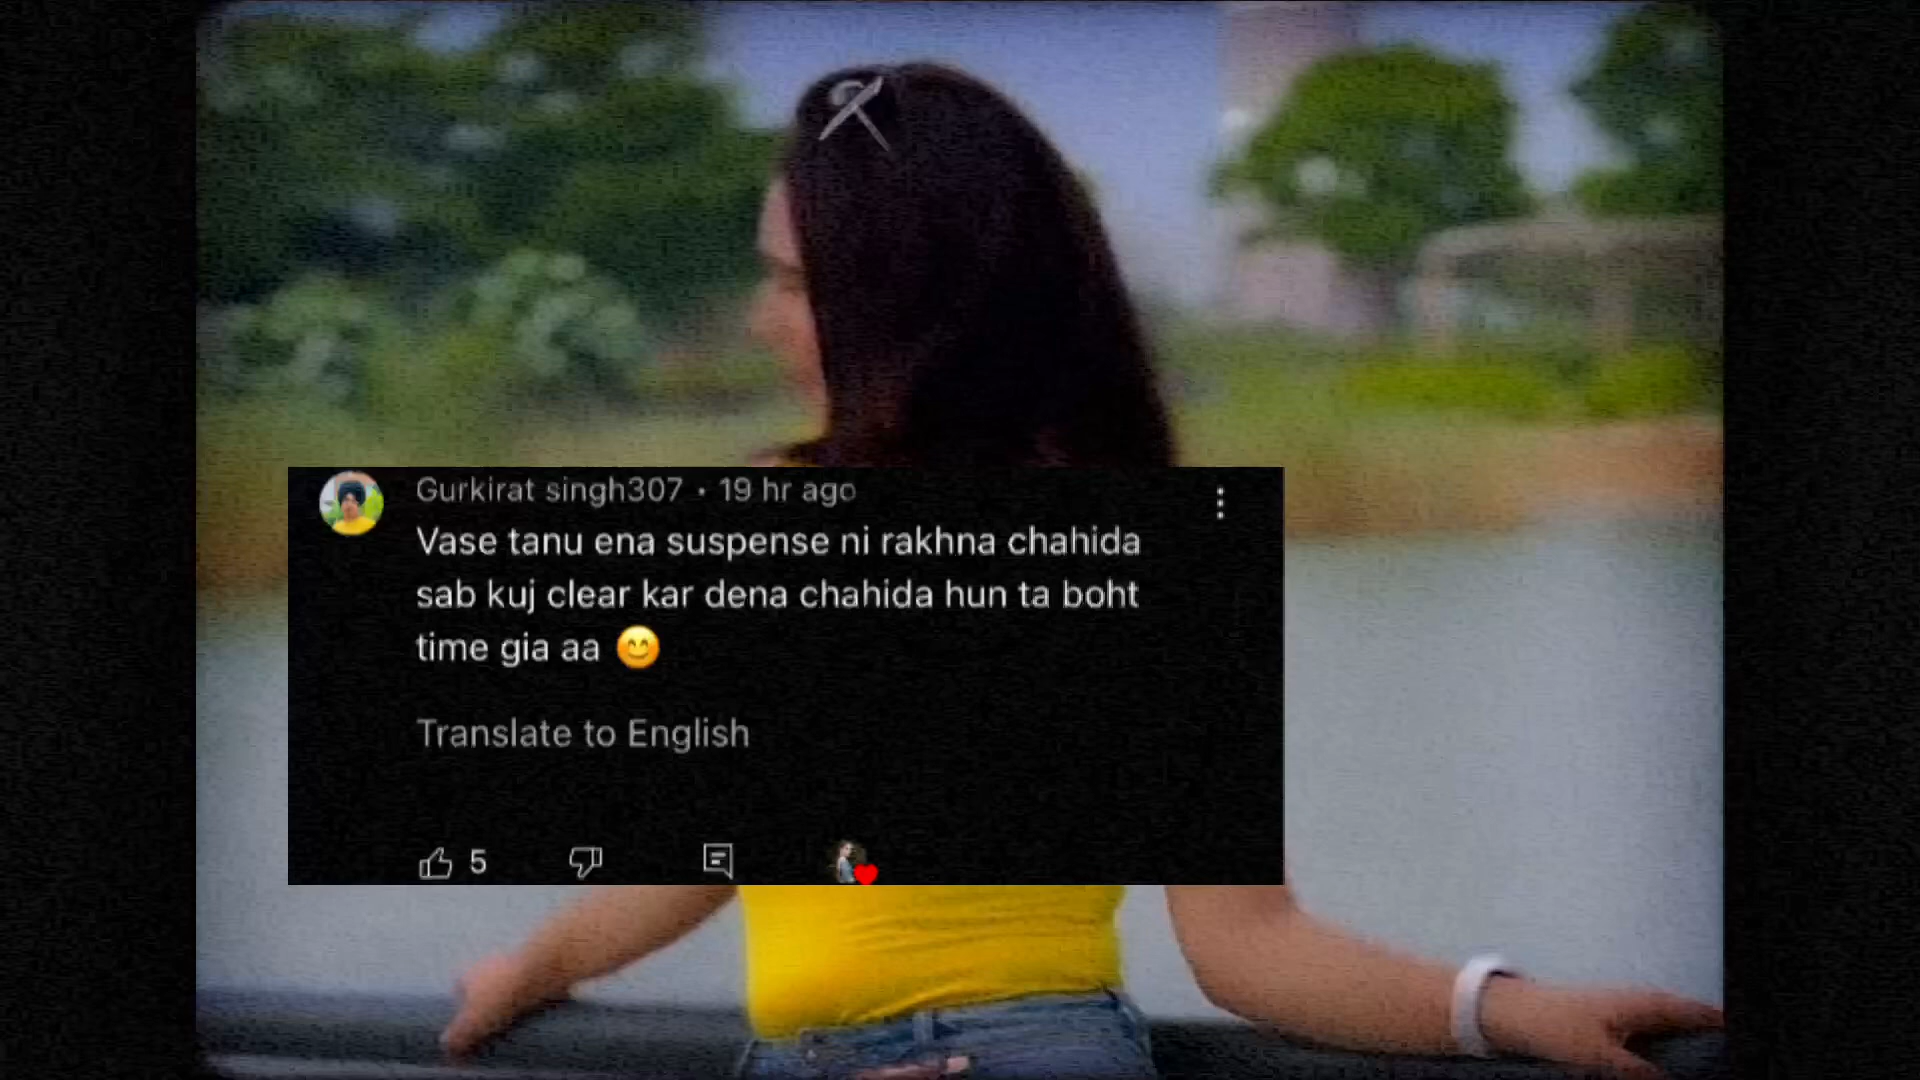 Gurkirat singh307 • 19 hr ago
Vase tanu ena suspense ni rakhna chahida
sab kuj clear kar dena chahida hun ta boht
time gia aa 😊
Translate to English
5